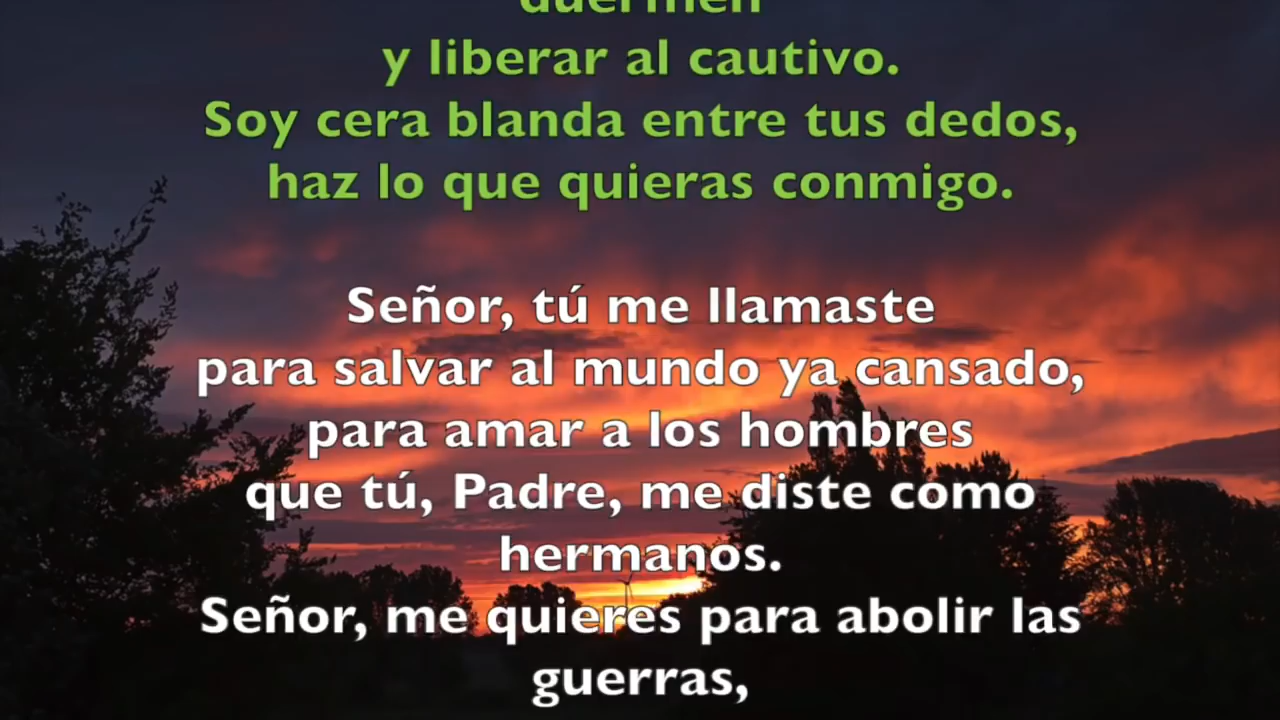 duermen
y liberar al cautivo.
Soy cera blanda entre tus dedos,
haz lo que quieras conmigo.
Señor, tú me llamaste
para salvar al mundo ya cansado,
para amar a los hombres
que tú, Padre, me diste como
hermanos.
Señor, me quieres para abolir las
guerras,